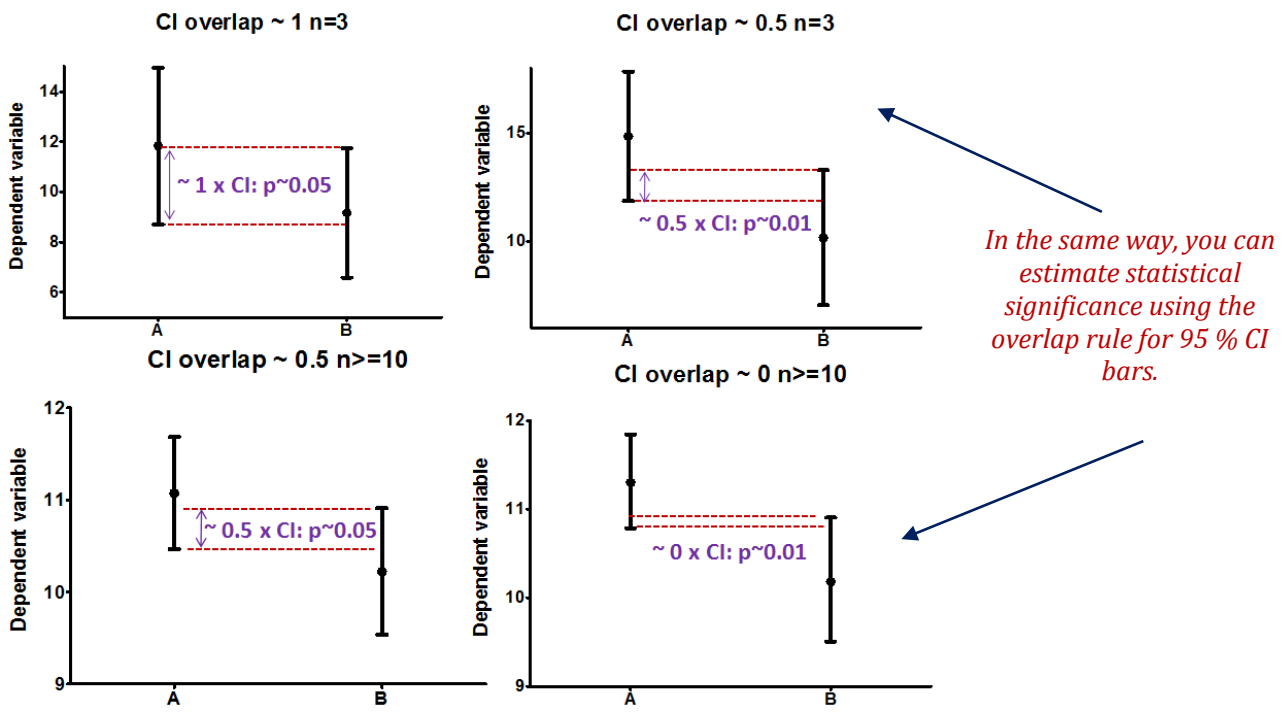 CI overlap ~ 1 n=3
Dependent variable
14
12
10
8
6
~ 1 x CI: p~0.05
A
B
CI overlap ~ 0.5 n=3
Dependent variable
15
10
~ 0.5 x CI: p~0.01
A
B
In the same way, you can
estimate statistical
significance using the
overlap rule for 95 % CI
bars.
CI overlap ~ 0.5 n>=10
Dependent variable
12
11
10
9
~ 0.5 x CI: p~0.05
A
B
CI overlap ~ 0 n>=10
Dependent variable
12
11
10
9
~ 0 x CI: p~0.01
A
B